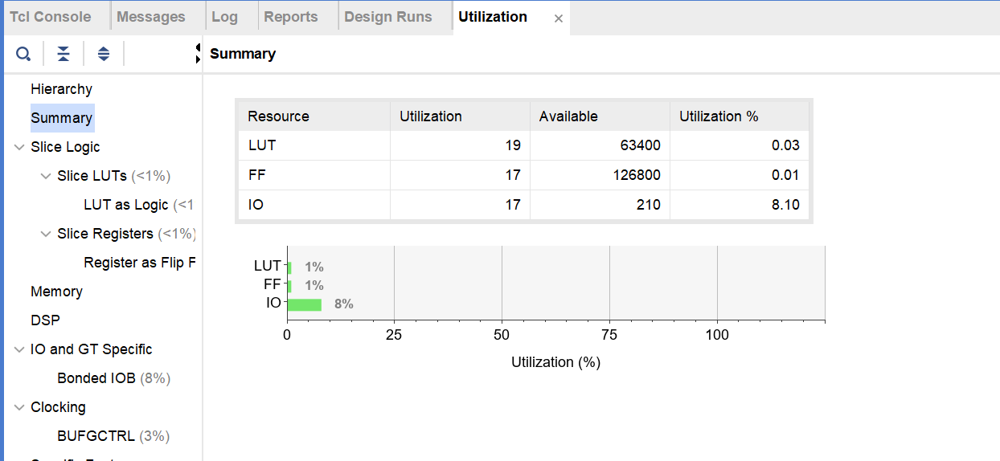 Tcl Console Messages Log Reports Design Runs Utilization ×
Summary
Hierarchy
Summary
Slice Logic
Slice LUTs (<1%)
LUT as Logic (<1
Slice Registers (<1%)
Register as Flip F
Memory
DSP
IO and GT Specific
Bonded IOB (8%)
Clocking
BUFGCTRL (3%)
Resource Utilization Available Utilization %
LUT 19 63400 0.03
FF 17 126800 0.01
IO 17 210 8.10
LUT 1%
FF 1%
IO 8%
0 25 50 75 100
Utilization (%)